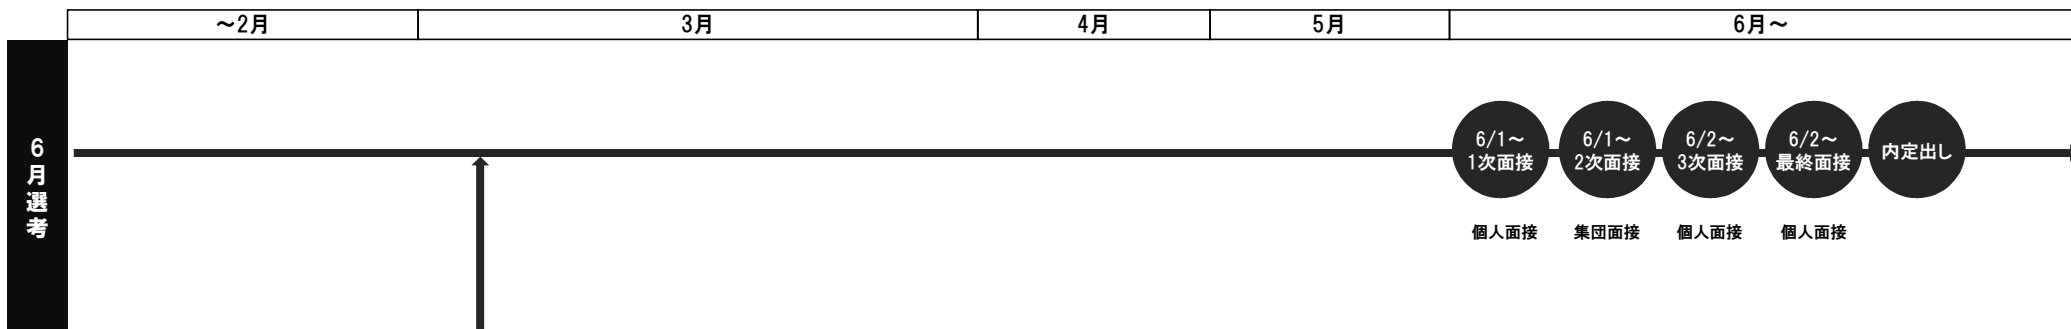 ～2月
3月
4月
5月
6月～
6月選考
6/1～
1次面接
6/1～
2次面接
6/2～
3次面接
6/2～
最終面接
内定出し
個人面接
集団面接
個人面接
個人面接